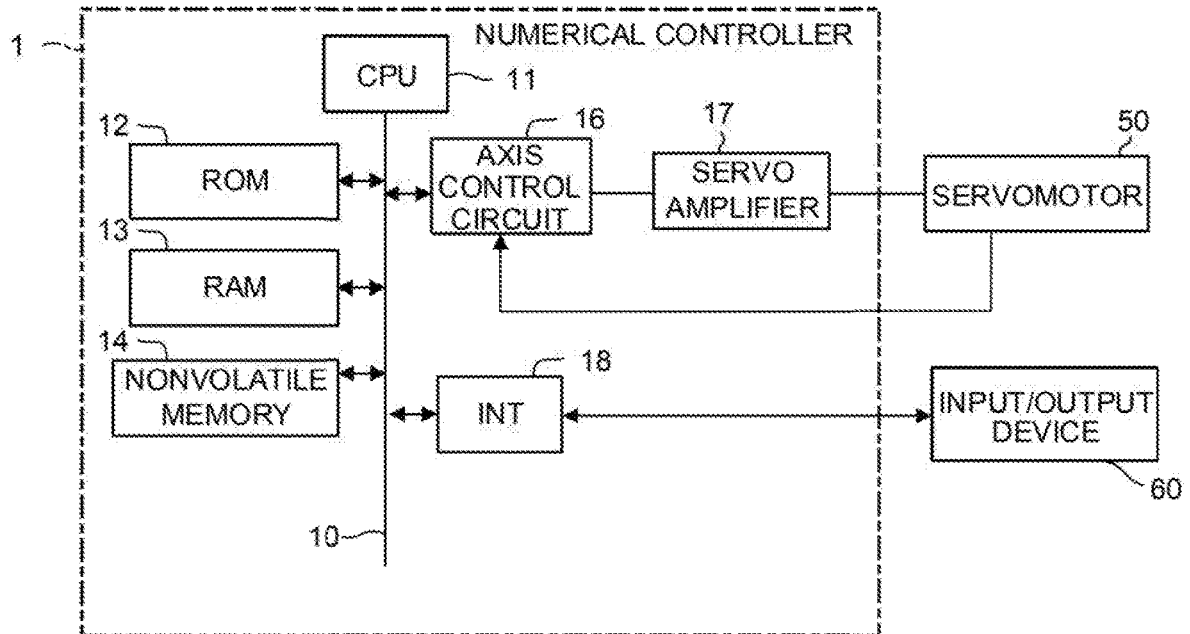 1
NUMERICAL CONTROLLER
CPU
11
12
ROM
16
AXIS
CONTROL
CIRCUIT
17
SERVO
AMPLIFIER
50
SERVOMOTOR
13
RAM
14
NONVOLATILE
MEMORY
18
INT
INPUT/OUTPUT
DEVICE
60
10